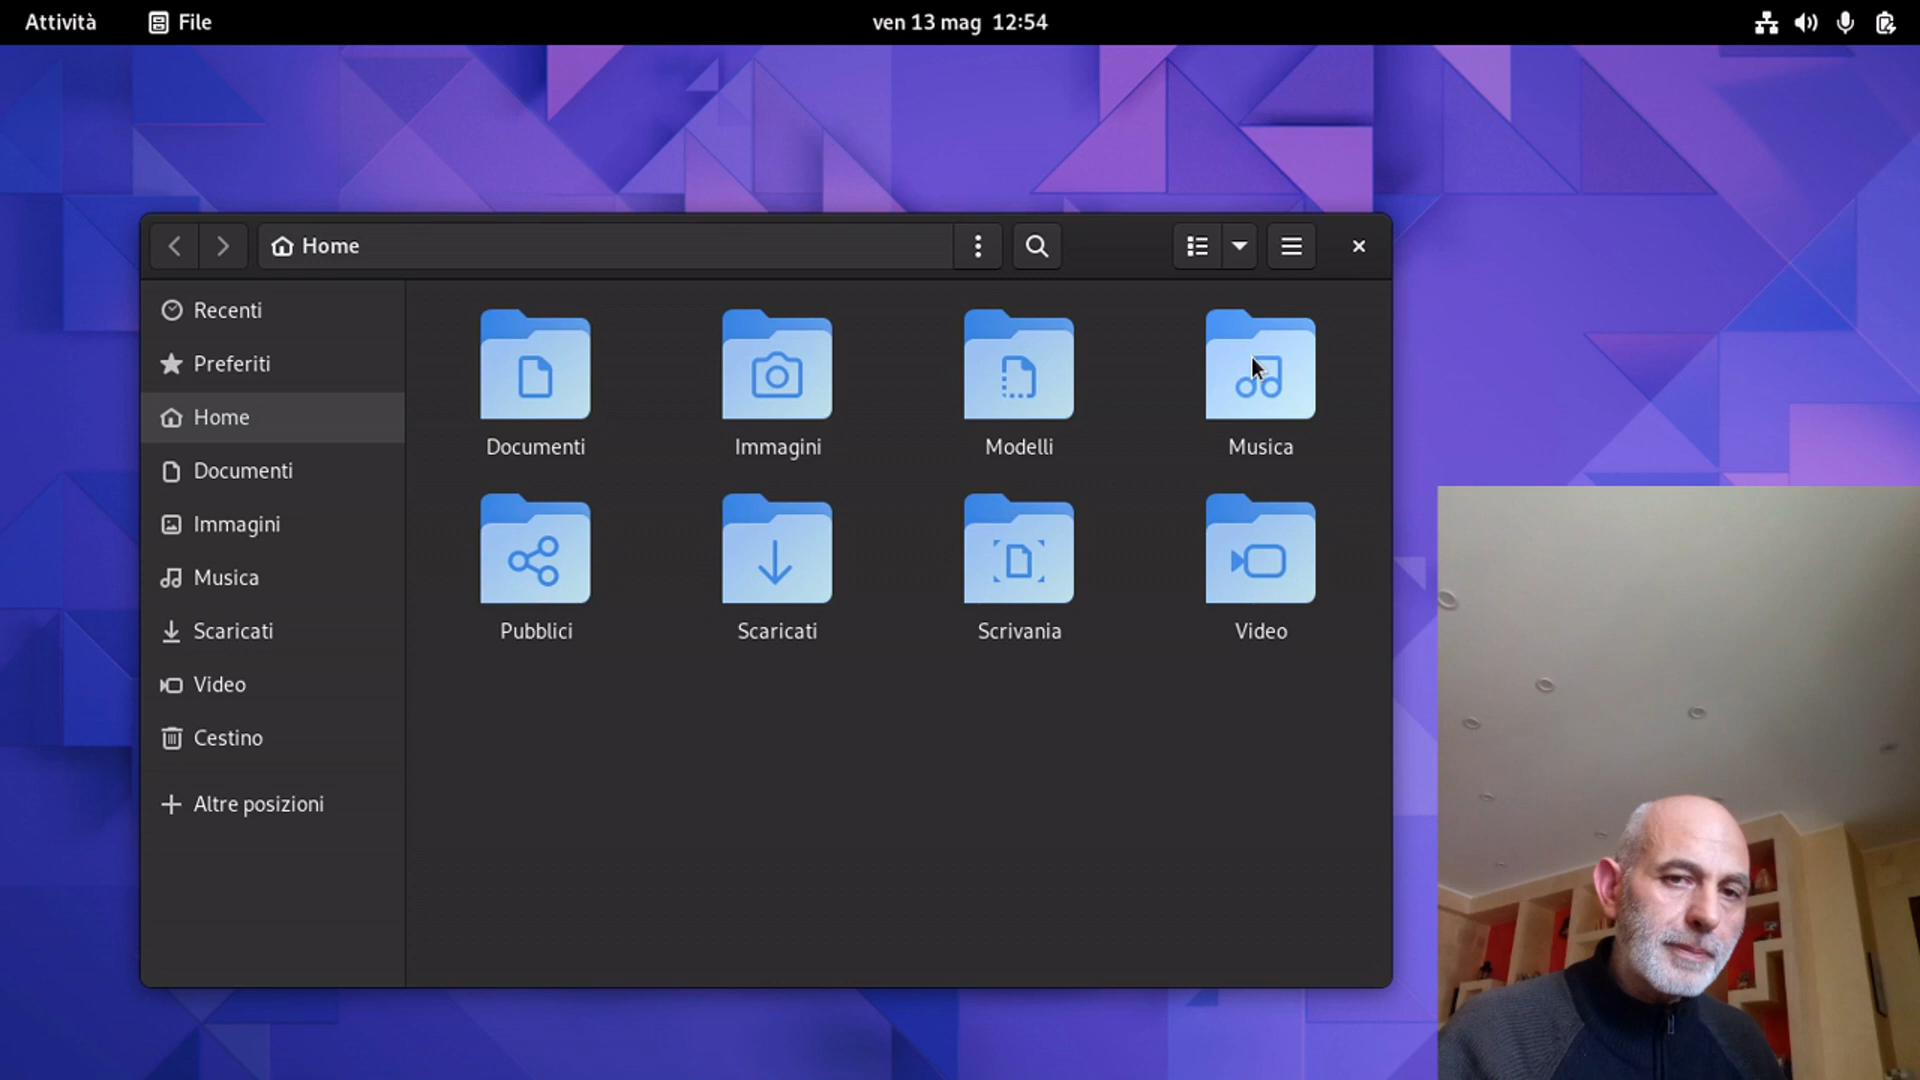 Attività File ven 13 mag 12:54
Home
Recenti
Preferiti
Home
Documenti
Immagini
Musica
Scaricati
Video
Cestino
Altre posizioni
Documenti Immagini Modelli Musica
Pubblici Scaricati Scrivania Video